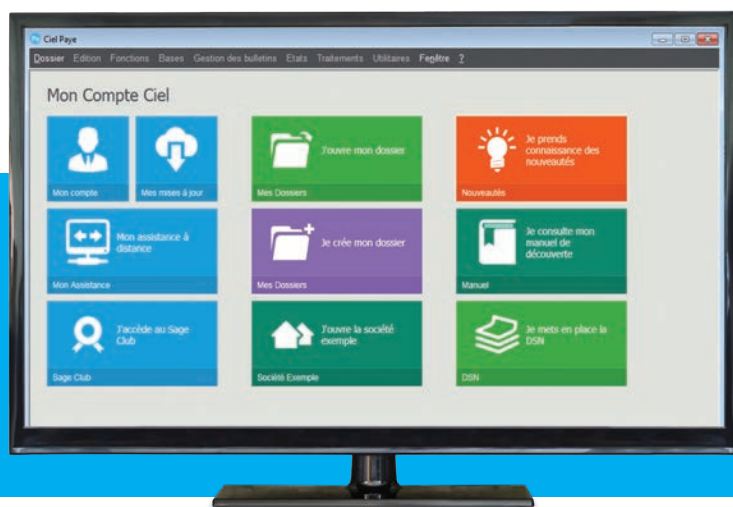 Ciel Paye
Dossier Edition Fonctions Bases Gestion des bulletins Etats Traitements Utilitaires Fenêtre ?
Mon Compte Ciel
Mon compte
Mes mises à jour
J'ouvre mon dossier
Mes Dossiers
Je prends
connaissance des
nouveautés
Nouveautés
Mon assistance à
distance
Mon Assistance
Je crée mon dossier
Mes Dossiers
Je consulte mon
manuel de
découverte
Manuel
J'accède au Sage
Club
Sage Club
J'ouvre la société
exemple
Société Exemple
Je mets en place la
DSN
DSN